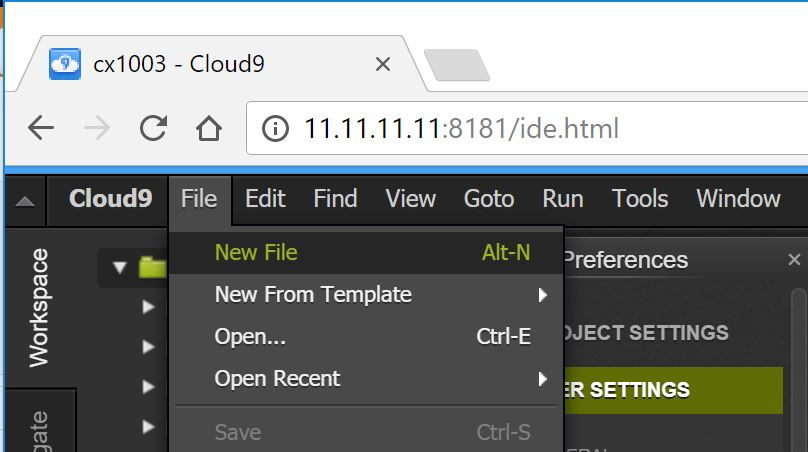 cx1003 - Cloud9
11.11.11.11:8181/ide.html
Cloud9 File Edit Find View Goto Run Tools Window
Workspace
New File Alt-N
Preferences
New From Template
OJECT SETTINGS
Open... Ctrl-E
Open Recent
ER SETTINGS
Save Ctrl-S
gate